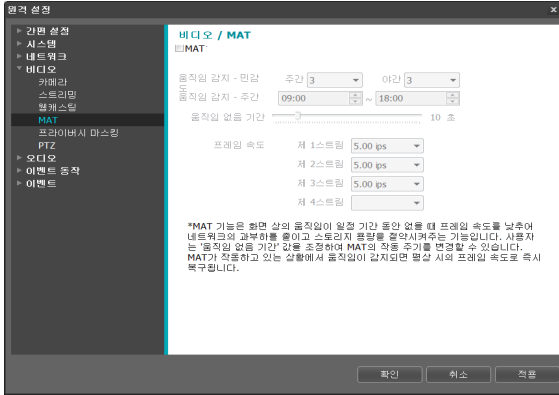 원격 설정
간편 설정
시스템
네트워크
비디오
카메라
스트리밍
웹캐스팅
MAT
프라이버시 마스킹
PTZ
오디오
이벤트 동작
이벤트
비디오 / MAT
MAT
움직임 감지 - 민감도 주간 3 야간 3
움직임 감지 - 주간 09:00 ~ 18:00
움직임 없음 기간 10 초
프레임 속도 제 1스트림 5.00 ips
제 2스트림 5.00 ips
제 3스트림 5.00 ips
제 4스트림
*MAT 기능은 화면 상의 움직임이 일정 기간 동안 없을 때 프레임 속도를 낮추어
네트워크의 과부하를 줄이고 스토리지 용량을 절약시켜주는 기능입니다. 사용자
는 '움직임 없음 기간' 값을 조정하여 MAT의 작동 주기를 변경할 수 있습니다.
MAT가 작동하고 있는 상황에서 움직임이 감지되면 평상 시의 프레임 속도로 즉시
복구됩니다.
확인 취소 적용